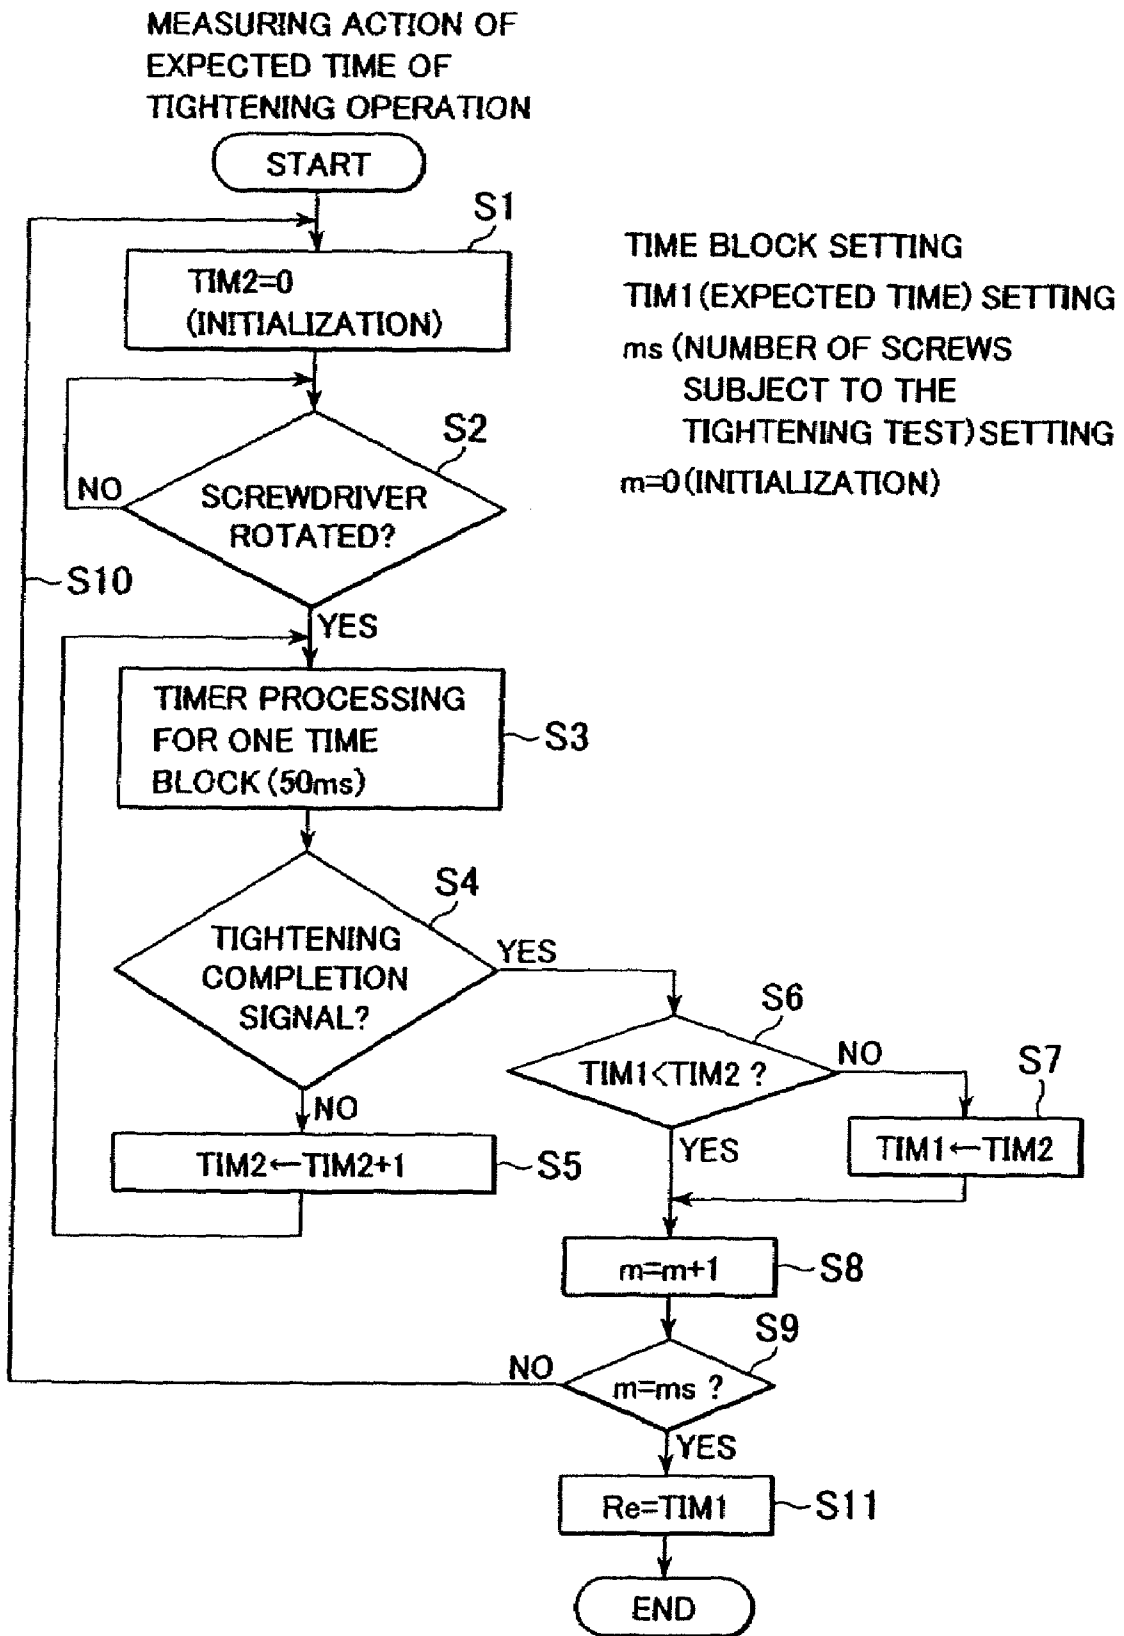 MEASURING ACTION OF
EXPECTED TIME OF
TIGHTENING OPERATION
START
S1
TIM2=0
(INITIALIZATION)
TIME BLOCK SETTING
TIM1(EXPECTED TIME) SETTING
ms (NUMBER OF SCREWS
SUBJECT TO THE
TIGHTENING TEST)SETTING
m=0(INITIALIZATION)
S2
NO
SCREWDRIVER
ROTATED?
S10
YES
TIMER PROCESSING
FOR ONE TIME
BLOCK(50ms)
S3
S4
TIGHTENING
COMPLETION
SIGNAL?
YES
NO
TIM2←TIM2+1
S5
S6
TIM1<TIM2 ?
NO
S7
YES
TIM1←TIM2
m=m+1
S8
S9
NO
m=ms ?
YES
Re=TIM1
S11
END